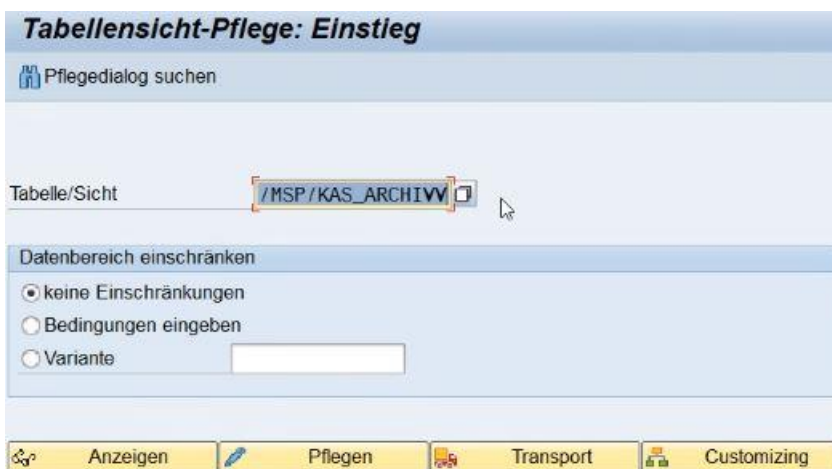 Tabellensicht-Pflege: Einstieg
Pflegedialog suchen
Tabelle/Sicht /MSP/KAS_ARCHIVV
Datenbereich einschränken
keine Einschränkungen
Bedingungen eingeben
Variante
Anzeigen Pflegen Transport Customizing